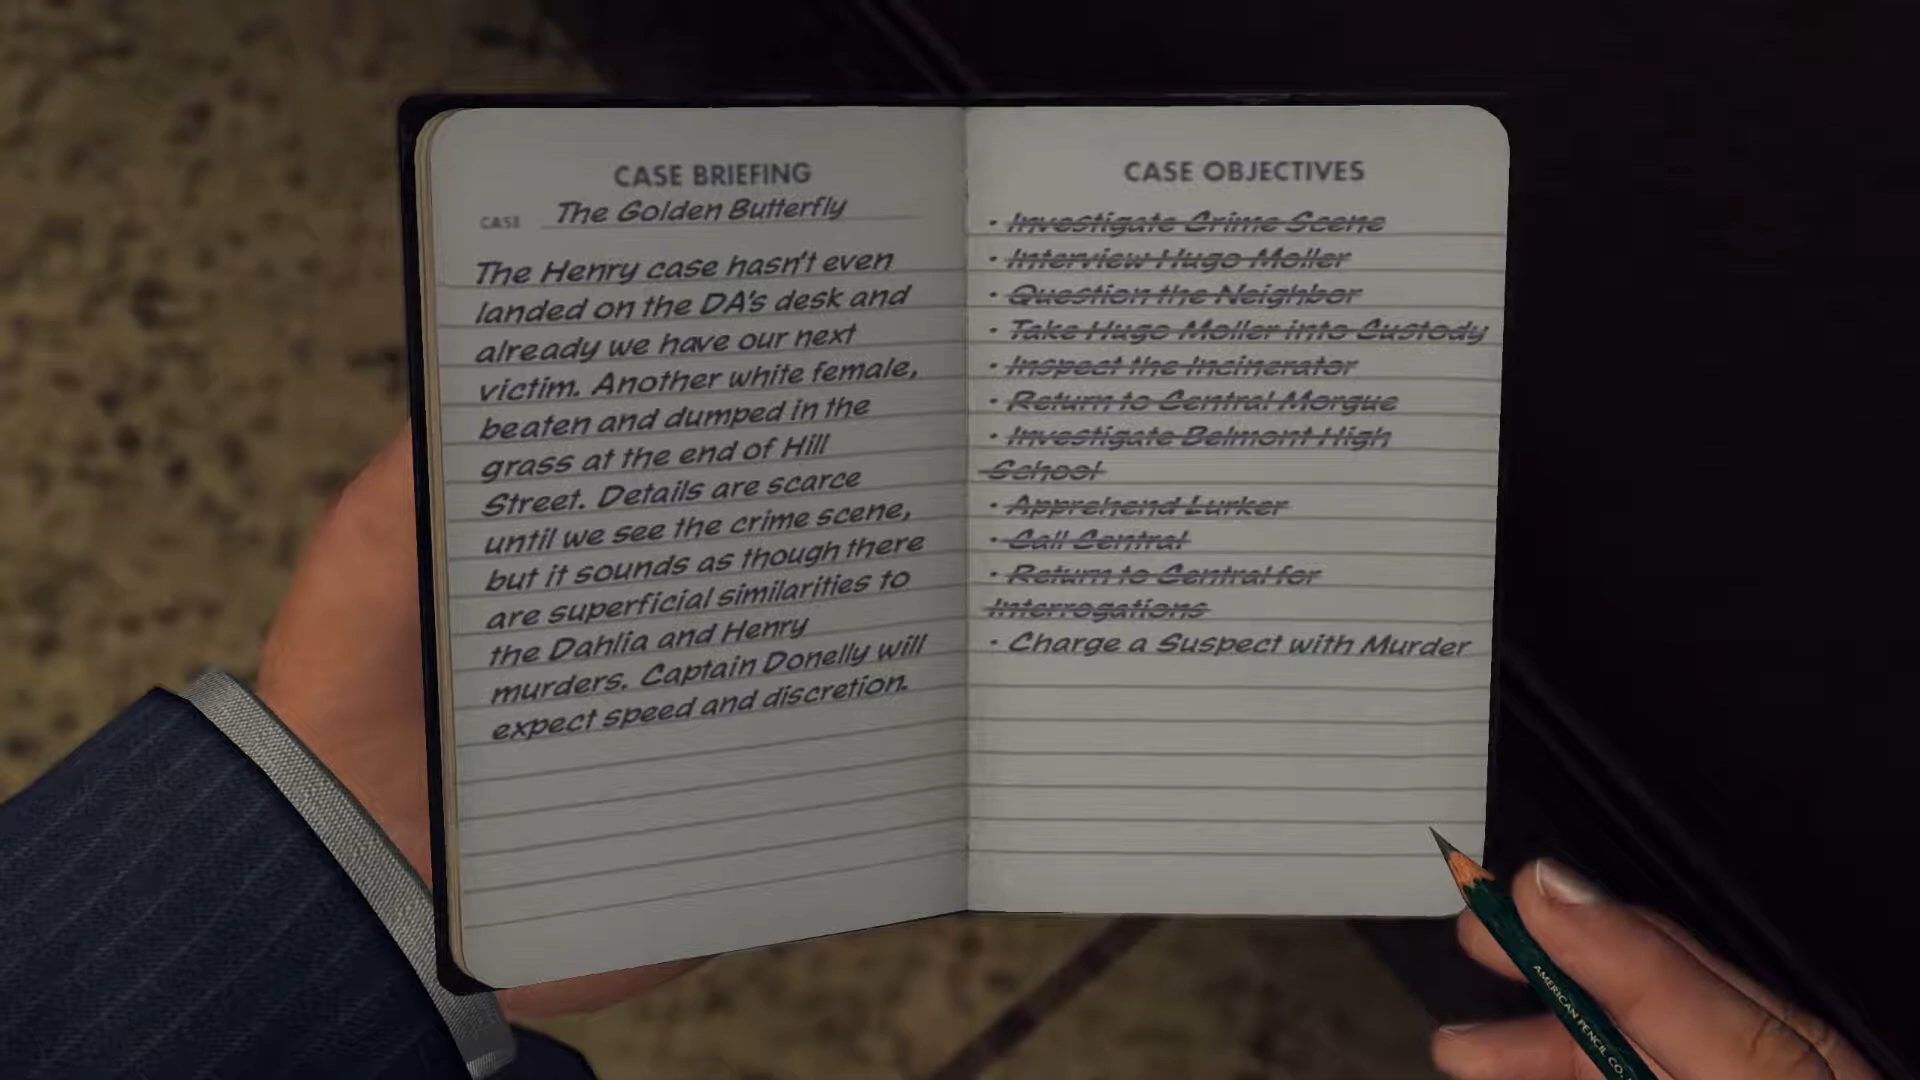 CASE BRIEFING
CASE The Golden Butterfly
The Henry case hasn't even
landed on the DA's desk and
already we have our next
victim. Another white female,
beaten and dumped in the
grass at the end of Hill
Street. Details are scarce
until we see the crime scene,
but it sounds as though there
are superficial similarities to
the Dahlia and Henry
murders. Captain Donelly will
expect speed and discretion.
CASE OBJECTIVES
· Investigate Crime Scene
· Interview Hugo Moller
· Question the Neighbor
· Take Hugo Moller into Custody
· Inspect the Incinerator
· Return to Central Morgue
· Investigate Belmont High
School
· Apprehend Lurker
· Call Central
· Return to Central for
Interrogations
· Charge a Suspect with Murder
AMERICAN PENCIL CO.